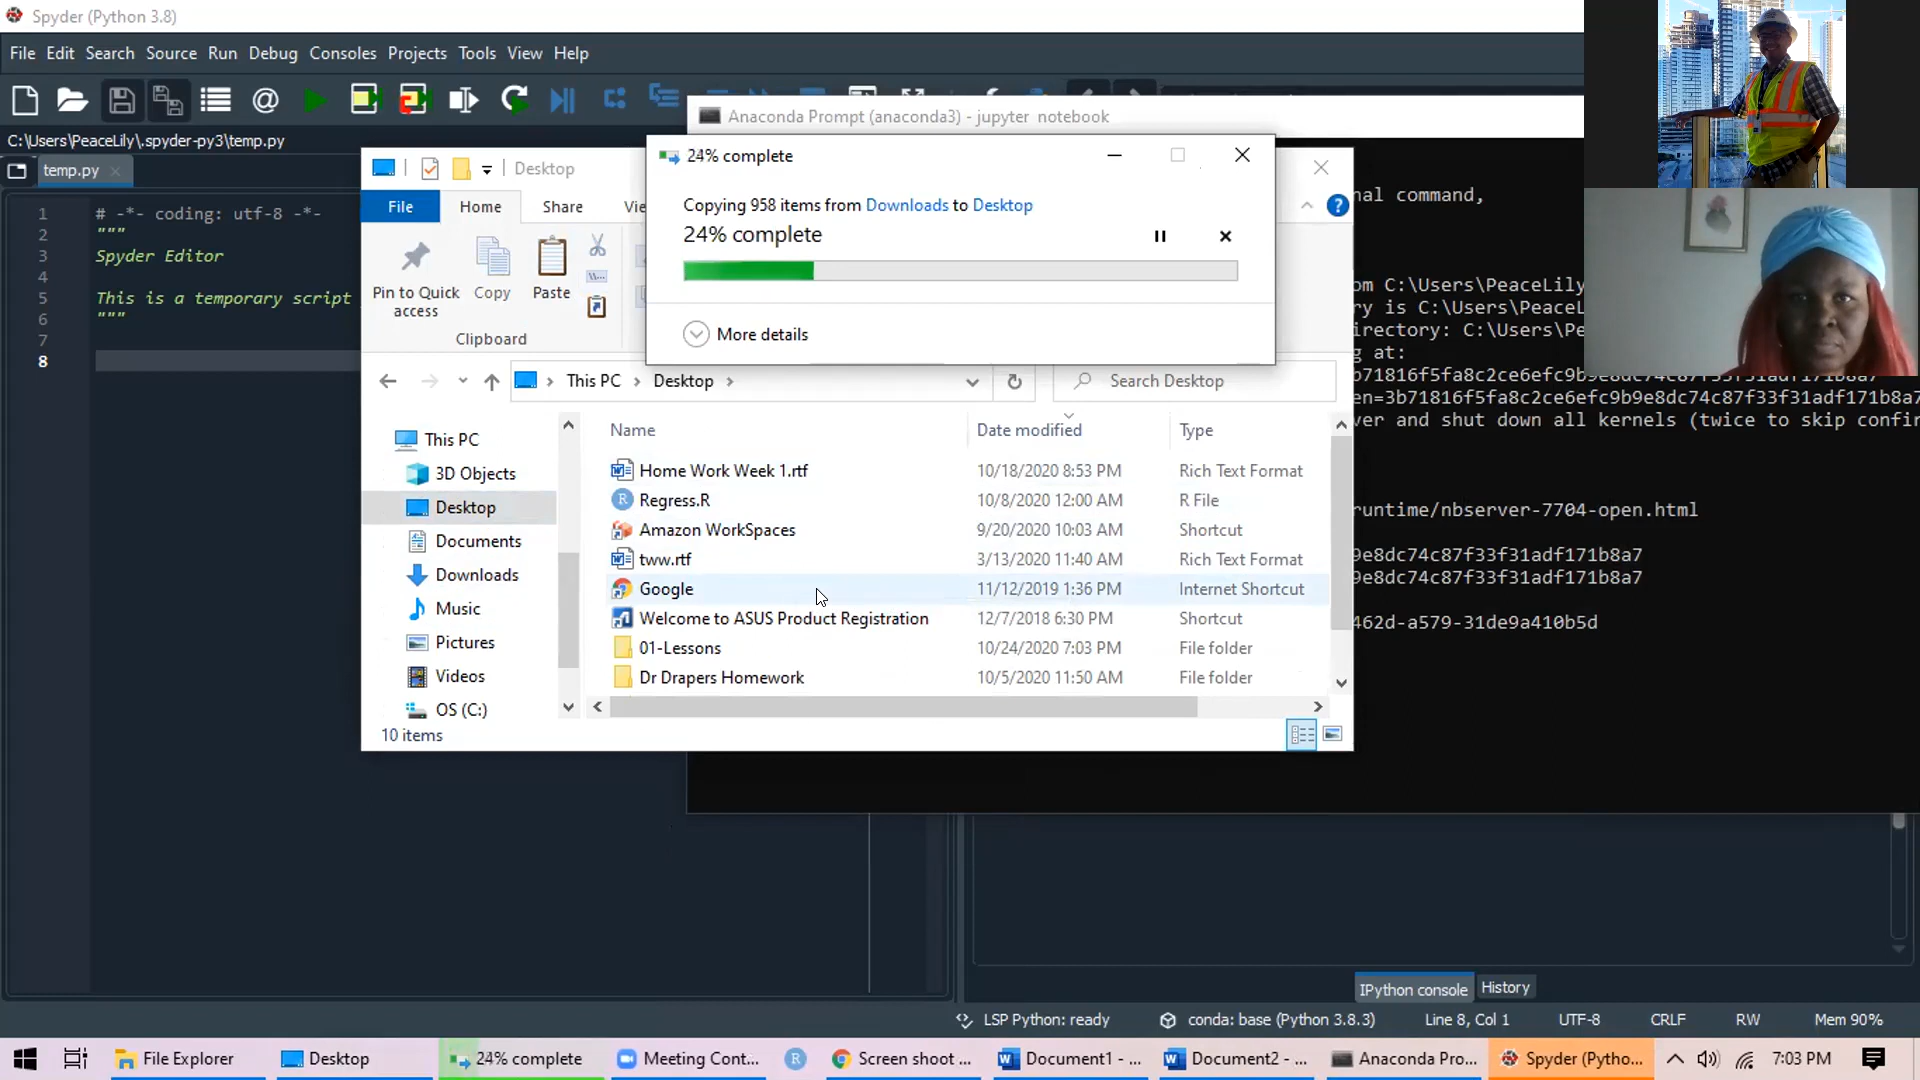 Spyder (Python 3.8)
File Edit Search Source Run Debug Consoles Projects Tools View Help
C:\Users\PeaceLily\.spyder-py3\temp.py
temp.py
1 # -*- coding: utf-8 -*-
2 """
3 Spyder Editor
4
5 This is a temporary script
6 """
7
8
Anaconda Prompt (anaconda3) - jupyter notebook
nal command,
om C:\Users\PeaceLily
ry is C:\Users\PeaceL
irectory: C:\Users\Pe
g at:
b71816f5fa8c2ce6efc9b9e8dc74c87f33f31adf171b8a7
en=3b71816f5fa8c2ce6efc9b9e8dc74c87f33f31adf171b8a7
ver and shut down all kernels (twice to skip confir
runtime/nbserver-7704-open.html
9e8dc74c87f33f31adf171b8a7
9e8dc74c87f33f31adf171b8a7
462d-a579-31de9a410b5d
Desktop
File Home Share Vie
Pin to Quick access
Copy
Paste
Clipboard
24% complete
Copying 958 items from Downloads to Desktop
24% complete
More details
This PC > Desktop >
Search Desktop
This PC
3D Objects
Desktop
Documents
Downloads
Music
Pictures
Videos
OS (C:)
Name Date modified Type
Home Work Week 1.rtf 10/18/2020 8:53 PM Rich Text Format
Regress.R 10/8/2020 12:00 AM R File
Amazon WorkSpaces 9/20/2020 10:03 AM Shortcut
tww.rtf 3/13/2020 11:40 AM Rich Text Format
Google 11/12/2019 1:36 PM Internet Shortcut
Welcome to ASUS Product Registration 12/7/2018 6:30 PM Shortcut
01-Lessons 10/24/2020 7:03 PM File folder
Dr Drapers Homework 10/5/2020 11:50 AM File folder
10 items
IPython console History
LSP Python: ready conda: base (Python 3.8.3) Line 8, Col 1 UTF-8 CRLF RW Mem 90%
File Explorer Desktop 24% complete Meeting Cont... R Screen shoot ... Document1 - ... Document2 - ... Anaconda Pro... Spyder (Pytho... 7:03 PM